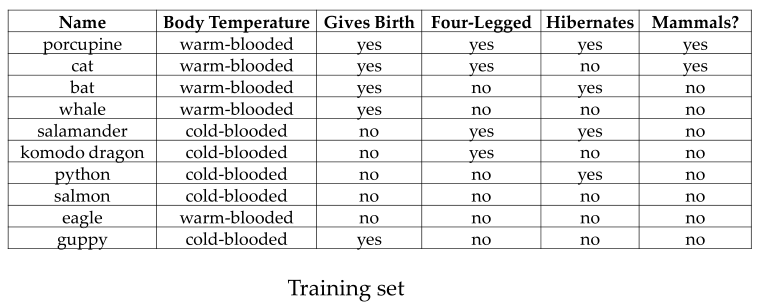 Name Body Temperature Gives Birth Four-Legged Hibernates Mammals?
porcupine warm-blooded yes yes yes yes
cat warm-blooded yes yes no yes
bat warm-blooded yes no yes no
whale warm-blooded yes no no no
salamander cold-blooded no yes yes no
komodo dragon cold-blooded no yes no no
python cold-blooded no no yes no
salmon cold-blooded no no no no
eagle warm-blooded no no no no
guppy cold-blooded yes no no no
Training set